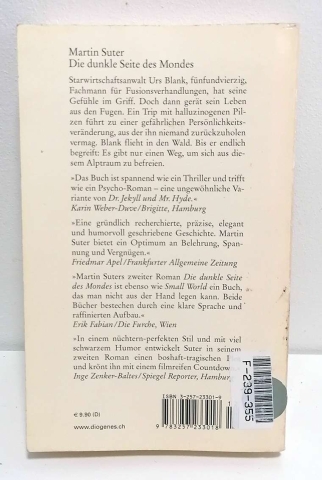 Martin Suter
Die dunkle Seite des Mondes
Starwirtschaftsanwalt Urs Blank, fünfundvierzig,
Fachmann für Fusionsverhandlungen, hat seine
Gefühle im Griff. Doch dann gerät sein Leben
aus den Fugen. Ein Trip mit halluzinogenen Pil-
zen führt zu einer gefährlichen Persönlichkeits-
veränderung, aus der ihn niemand zurückzuholen
vermag. Blank flieht in den Wald. Bis er endlich
begreift: Es gibt nur einen Weg, um sich aus die-
sem Alptraum zu befreien.
»Das Buch ist spannend wie ein Thriller und trifft
wie ein Psycho-Roman – eine ungewöhnliche Va-
riante von Dr. Jekyll und Mr. Hyde.«
Karin Weber-Duve/Brigitte, Hamburg
»Eine gründlich recherchierte, präzise, elegant
und humorvoll geschriebene Geschichte. Martin
Suter bietet ein Optimum an Belehrung, Span-
nung und Vergnügen.«
Friedmar Apel/Frankfurter Allgemeine Zeitung
»Martin Suters zweiter Roman Die dunkle Seite
des Mondes ist ebenso wie Small World ein Buch,
das man nicht aus der Hand legen kann. Beide
Bücher bestechen durch eine klare Sprache und
raffinierten Aufbau.«
Erik Fabian/Die Furche, Wien
»In einem nüchtern-perfekten Stil und mit viel
schwarzem Humor entwickelt Suter in seinem
zweiten Roman einen boshaft-tragischen
und krönt ihn mit einem filmreifen Countdown
Inge Zenker-Baltes/Spiegel Reporter, Hamburg
F-239-355
ISBN 3-257-23301-8
€ 9.90 (D)
www.diogenes.ch
9 783257 233018